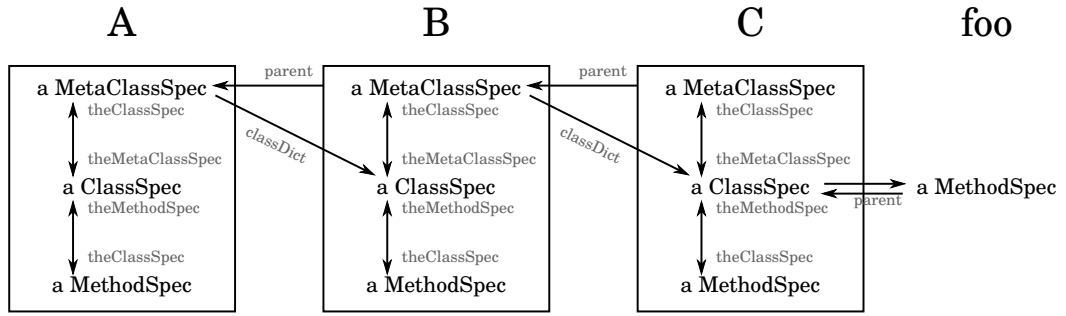 A B C foo
parent parent
a MetaClassSpec a MetaClassSpec a MetaClassSpec
theClassSpec theClassSpec theClassSpec
classDict classDict
theMetaClassSpec theMetaClassSpec theMetaClassSpec
a ClassSpec a ClassSpec a ClassSpec a MethodSpec
parent
theMethodSpec theMethodSpec theMethodSpec
theClassSpec theClassSpec theClassSpec
a MethodSpec a MethodSpec a MethodSpec